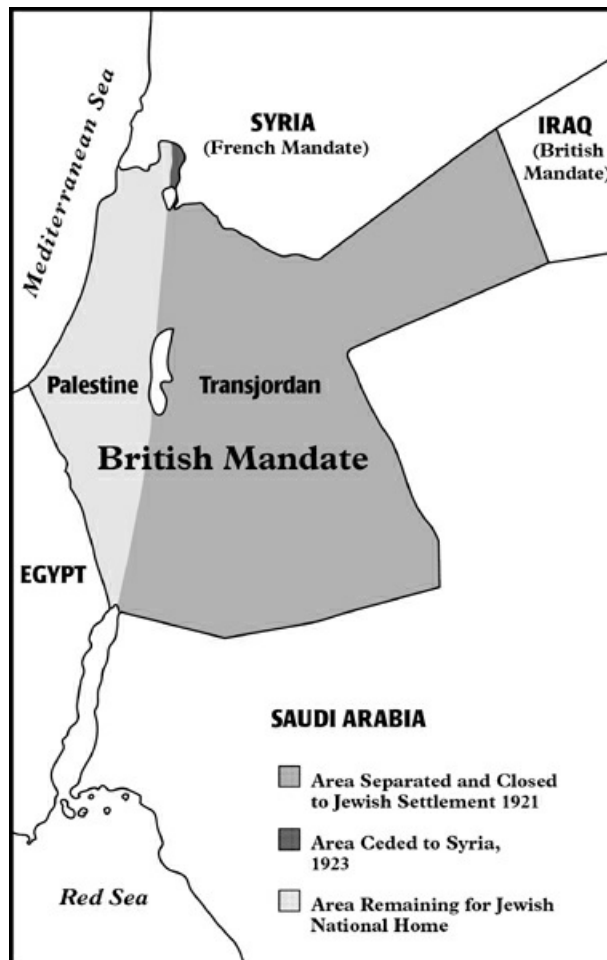 Mediterranean Sea
SYRIA
(French Mandate)
IRAQ
(British
Mandate)
Palestine
Transjordan
British Mandate
EGYPT
SAUDI ARABIA
Area Separated and Closed
to Jewish Settlement 1921
Area Ceded to Syria,
1923
Area Remaining for Jewish
National Home
Red Sea